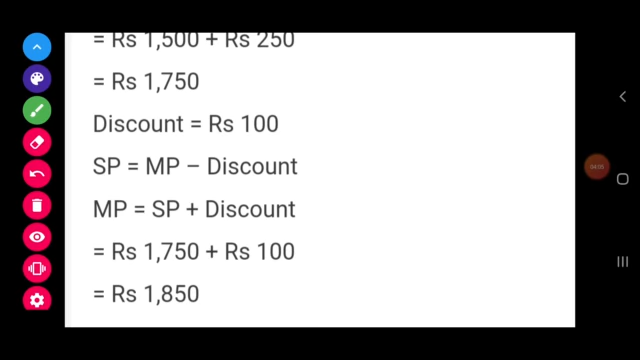 = Rs 1,500 + Rs 250
= Rs 1,750
Discount = Rs 100
SP = MP – Discount
MP = SP + Discount
= Rs 1,750 + Rs 100
= Rs 1,850